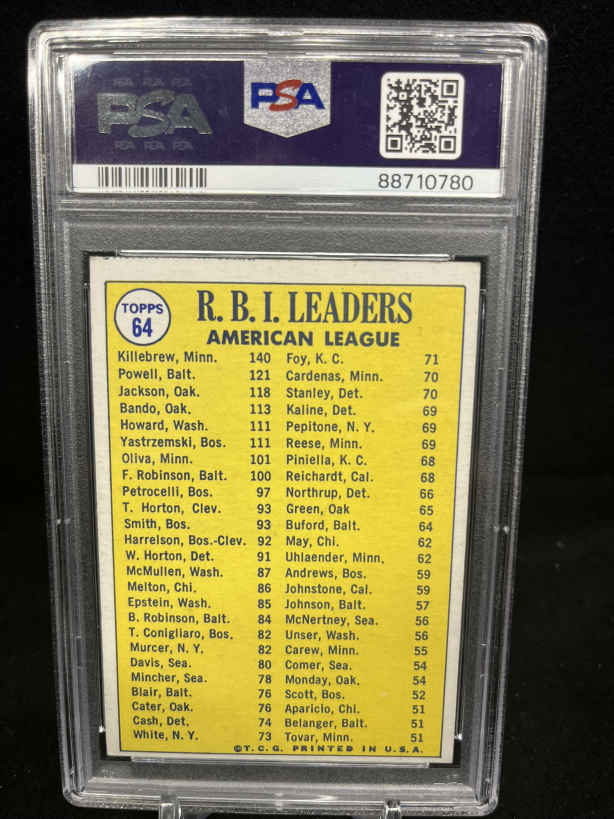 PSA PSA PSA
PSA
PSA PSA PSA
PSA
88710780
TOPPS
64
R. B. I. LEADERS
AMERICAN LEAGUE
Killebrew, Minn. 140 Foy, K. C. 71
Powell, Balt. 121 Cardenas, Minn. 70
Jackson, Oak. 118 Stanley, Det. 70
Bando, Oak. 113 Kaline, Det. 69
Howard, Wash. 111 Pepitone, N. Y. 69
Yastrzemski, Bos. 111 Reese, Minn. 69
Oliva, Minn. 101 Piniella, K. C. 68
F. Robinson, Balt. 100 Reichardt, Cal. 68
Petrocelli, Bos. 97 Northrup, Det. 66
T. Horton, Clev. 93 Green, Oak 65
Smith, Bos. 93 Buford, Balt. 64
Harrelson, Bos.-Clev. 92 May, Chi. 62
W. Horton, Det. 91 Uhlaender, Minn. 62
McMullen, Wash. 87 Andrews, Bos. 59
Melton, Chi. 86 Johnstone, Cal. 59
Epstein, Wash. 85 Johnson, Balt. 57
B. Robinson, Balt. 84 McNertney, Sea. 56
T. Conigliaro, Bos. 82 Unser, Wash. 56
Murcer, N. Y. 82 Carew, Minn. 55
Davis, Sea. 80 Comer, Sea. 54
Mincher, Sea. 78 Monday, Oak. 54
Blair, Balt. 76 Scott, Bos. 52
Cater, Oak. 76 Aparicio, Chi. 51
Cash, Det. 74 Belanger, Balt. 51
White, N. Y. 73 Tovar, Minn. 51
©T.C.G. PRINTED IN U.S.A.